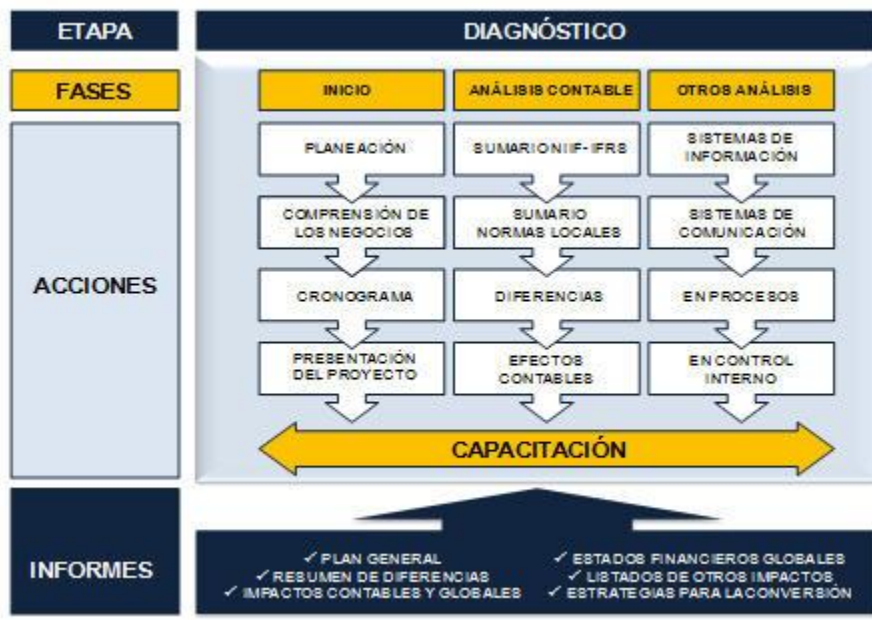 ETAPA
DIAGNÓSTICO
FASES
INICIO
ANÁLISIS CONTABLE
OTROS ANÁLISIS
ACCIONES
PLANEACIÓN
SUMARIO NIIF-IFRS
SISTEMAS DE
INFORMACIÓN
COMPRENSIÓN DE
LOS NEGOCIOS
SUMARIO
NORMAS LOCALES
SISTEMAS DE
COMUNICACIÓN
CRONOGRAMA
DIFERENCIAS
EN PROCESOS
PRESENTACIÓN
DEL PROYECTO
EFECTOS
CONTABLES
EN CONTROL
INTERNO
CAPACITACIÓN
INFORMES
✓ PLAN GENERAL
✓ RESUMEN DE DIFERENCIAS
✓ IMPACTOS CONTABLES Y GLOBALES
✓ ESTADOS FINANCIEROS GLOBALES
✓ LISTADOS DE OTROS IMPACTOS
✓ ESTRATEGIAS PARA LA CONVERSIÓN